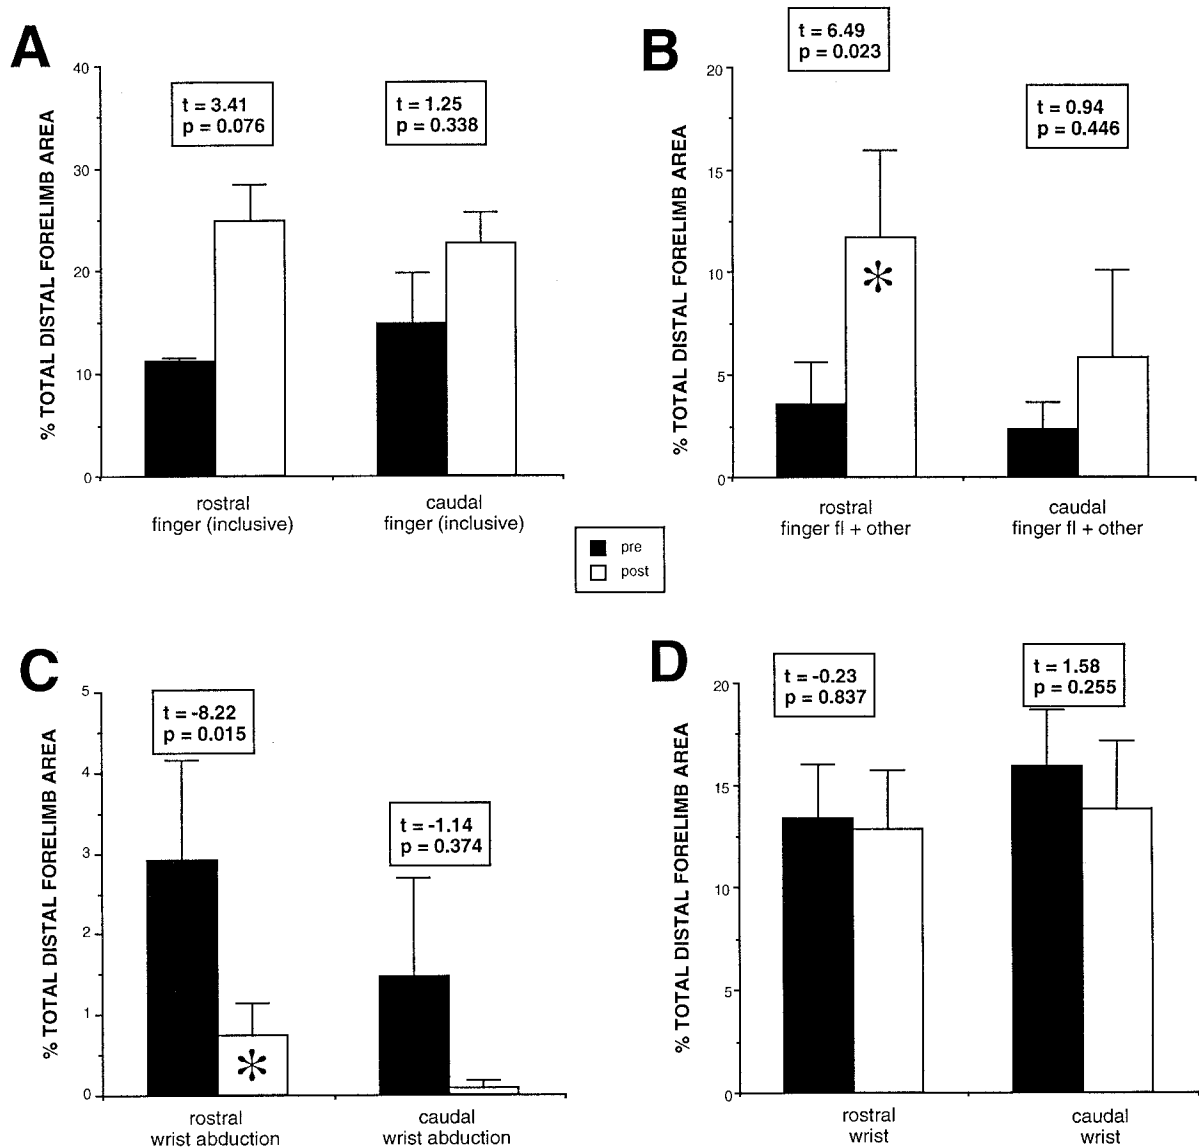 A
% TOTAL DISTAL FORELIMB AREA
40
30
20
10
0
t = 3.41
p = 0.076
t = 1.25
p = 0.338
rostral
finger (inclusive)
caudal
finger (inclusive)
B
% TOTAL DISTAL FORELIMB AREA
20
15
10
5
0
t = 6.49
p = 0.023
t = 0.94
p = 0.446
*
rostral
finger fl + other
caudal
finger fl + other
pre
post
C
% TOTAL DISTAL FORELIMB AREA
5
4
3
2
1
0
t = -8.22
p = 0.015
t = -1.14
p = 0.374
*
rostral
wrist abduction
caudal
wrist abduction
D
% TOTAL DISTAL FORELIMB AREA
20
15
10
5
0
t = -0.23
p = 0.837
t = 1.58
p = 0.255
rostral
wrist
caudal
wrist